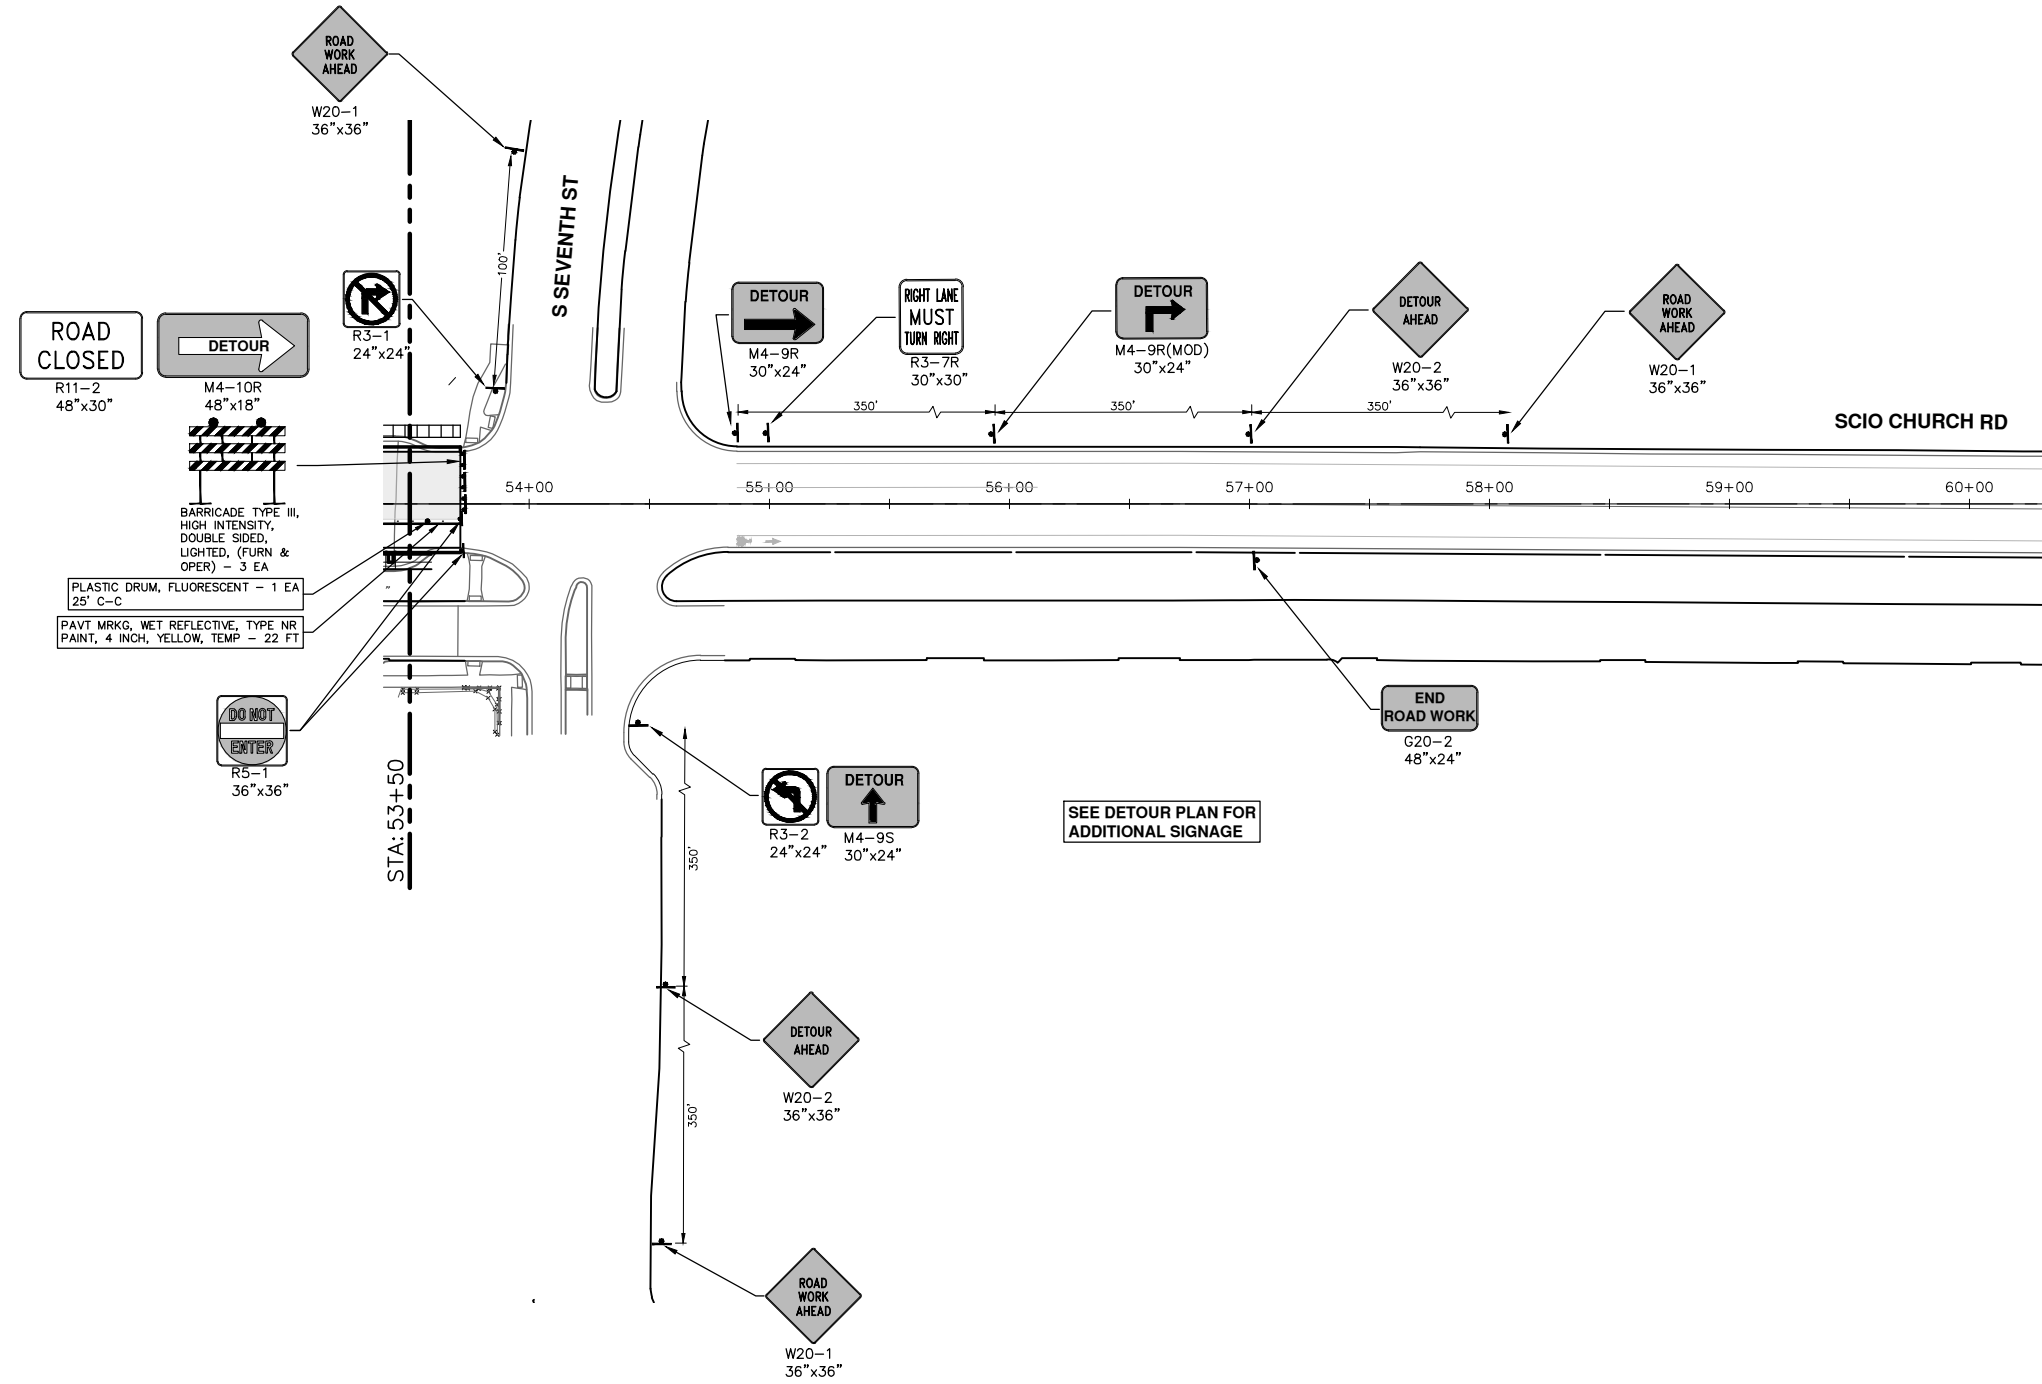 ROAD
WORK
AHEAD
W20-1
36"x36"
S SEVENTH ST
100'
R3-1
24"x24"
ROAD
CLOSED
R11-2
48"x30"
DETOUR
M4-10R
48"x18"
BARRICADE TYPE III,
HIGH INTENSITY,
DOUBLE SIDED,
LIGHTED, (FURN &
OPER) - 3 EA
PLASTIC DRUM, FLUORESCENT - 1 EA
25' C-C
PAVT MRKG, WET REFLECTIVE, TYPE NR
PAINT, 4 INCH, YELLOW, TEMP - 22 FT
DO NOT
ENTER
R5-1
36"x36"
STA: 53+50
DETOUR
M4-9R
30"x24"
RIGHT LANE
MUST
TURN RIGHT
R3-7R
30"x30"
DETOUR
M4-9R(MOD)
30"x24"
DETOUR
AHEAD
W20-2
36"x36"
ROAD
WORK
AHEAD
W20-1
36"x36"
350'
350'
350'
SCIO CHURCH RD
54+00
55+00
56+00
57+00
58+00
59+00
60+00
END
ROAD WORK
G20-2
48"x24"
R3-2
24"x24"
DETOUR
M4-9S
30"x24"
SEE DETOUR PLAN FOR
ADDITIONAL SIGNAGE
350'
DETOUR
AHEAD
W20-2
36"x36"
350'
ROAD
WORK
AHEAD
W20-1
36"x36"